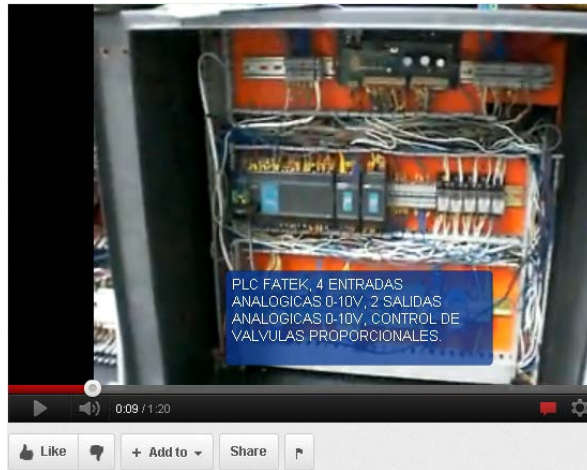 PLC FATEK, 4 ENTRADAS
ANALOGICAS 0-10V, 2 SALIDAS
ANALOGICAS 0-10V, CONTROL DE
VALVULAS PROPORCIONALES.
0:09 / 1:20
Like
+ Add to
Share